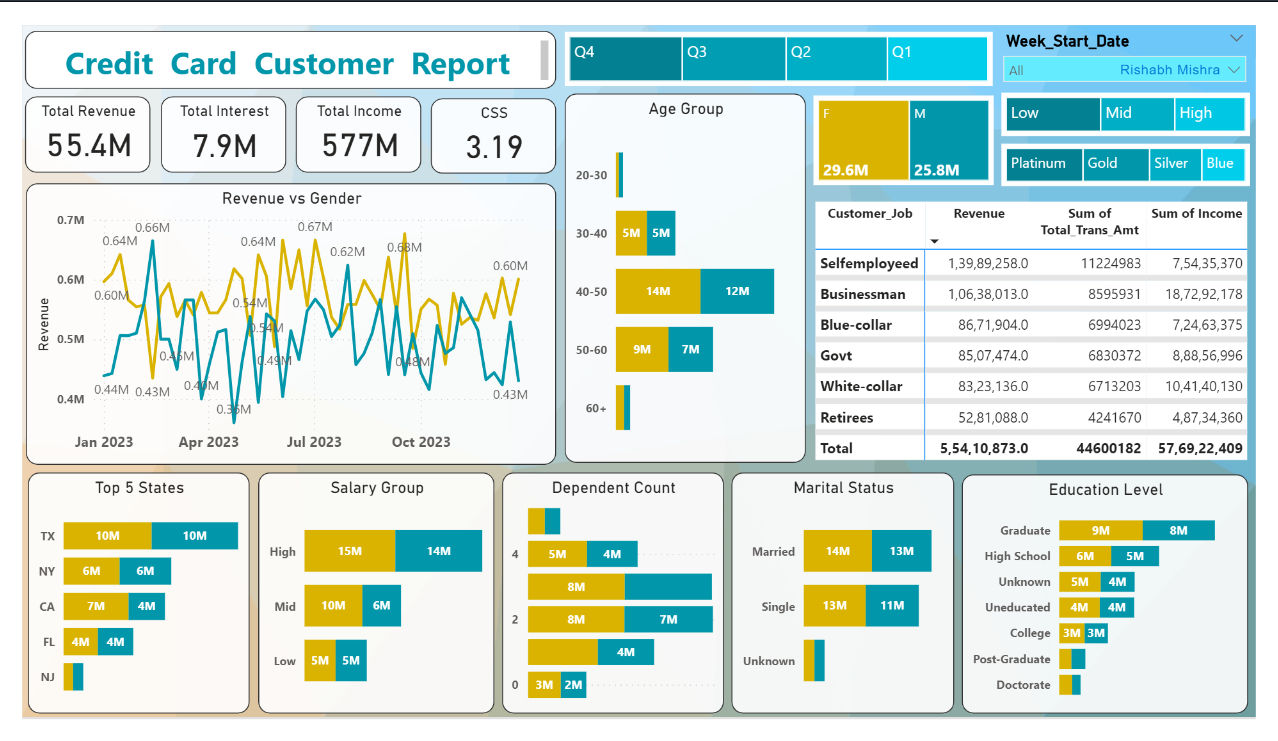 Credit Card Customer Report
Q4 Q3 Q2 Q1
Week_Start_Date
All Rishabh Mishra
Low Mid High
Platinum Gold Silver Blue
Total Revenue
55.4M
Total Interest
7.9M
Total Income
577M
CSS
3.19
F
29.6M
M
25.8M
Revenue vs Gender
Revenue
0.7M
0.6M
0.5M
0.4M
0.66M
0.64M
0.60M
0.44M
0.43M
0.45M
0.40M
0.36M
0.64M
0.54M
0.54M
0.49M
0.67M
0.62M
0.68M
0.48M
0.60M
0.43M
Jan 2023 Apr 2023 Jul 2023 Oct 2023
Age Group
20-30
30-40 5M 5M
40-50 14M 12M
50-60 9M 7M
60+
Customer_Job Revenue Sum of Total_Trans_Amt Sum of Income
Selfemployeed 1,39,89,258.0 11224983 7,54,35,370
Businessman 1,06,38,013.0 8595931 18,72,92,178
Blue-collar 86,71,904.0 6994023 7,24,63,375
Govt 85,07,474.0 6830372 8,88,56,996
White-collar 83,23,136.0 6713203 10,41,40,130
Retirees 52,81,088.0 4241670 4,87,34,360
Total 5,54,10,873.0 44600182 57,69,22,409
Top 5 States
TX 10M 10M
NY 6M 6M
CA 7M 4M
FL 4M 4M
NJ
Salary Group
High 15M 14M
Mid 10M 6M
Low 5M 5M
Dependent Count
4 5M 4M
8M
2 8M 7M
4M
0 3M 2M
Marital Status
Married 14M 13M
Single 13M 11M
Unknown
Education Level
Graduate 9M 8M
High School 6M 5M
Unknown 5M 4M
Uneducated 4M 4M
College 3M 3M
Post-Graduate
Doctorate